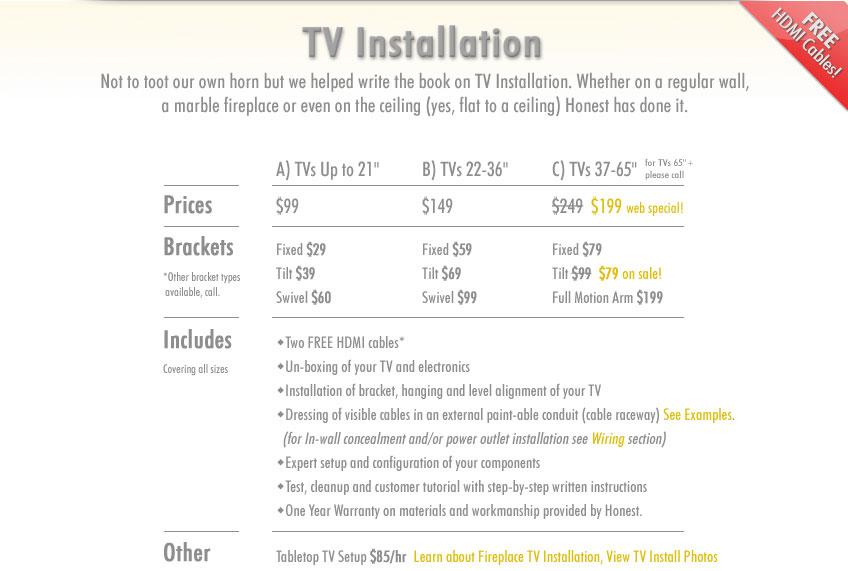 FREE
HDMI Cables!
TV Installation
Not to toot our own horn but we helped write the book on TV Installation. Whether on a regular wall,
a marble fireplace or even on the ceiling (yes, flat to a ceiling) Honest has done it.
A) TVs Up to 21" B) TVs 22-36" C) TVs 37-65" for TVs 65"+
please call
Prices $99 $149 $249 $199 web special!
Brackets Fixed $29 Fixed $59 Fixed $79
*Other bracket types Tilt $39 Tilt $69 Tilt $99 $79 on sale!
available, call. Swivel $60 Swivel $99 Full Motion Arm $199
Includes ◆Two FREE HDMI cables*
Covering all sizes ◆Un-boxing of your TV and electronics
◆Installation of bracket, hanging and level alignment of your TV
◆Dressing of visible cables in an external paint-able conduit (cable raceway) See Examples.
(for In-wall concealment and/or power outlet installation see Wiring section)
◆Expert setup and configuration of your components
◆Test, cleanup and customer tutorial with step-by-step written instructions
◆One Year Warranty on materials and workmanship provided by Honest.
Other Tabletop TV Setup $85/hr Learn about Fireplace TV Installation, View TV Install Photos